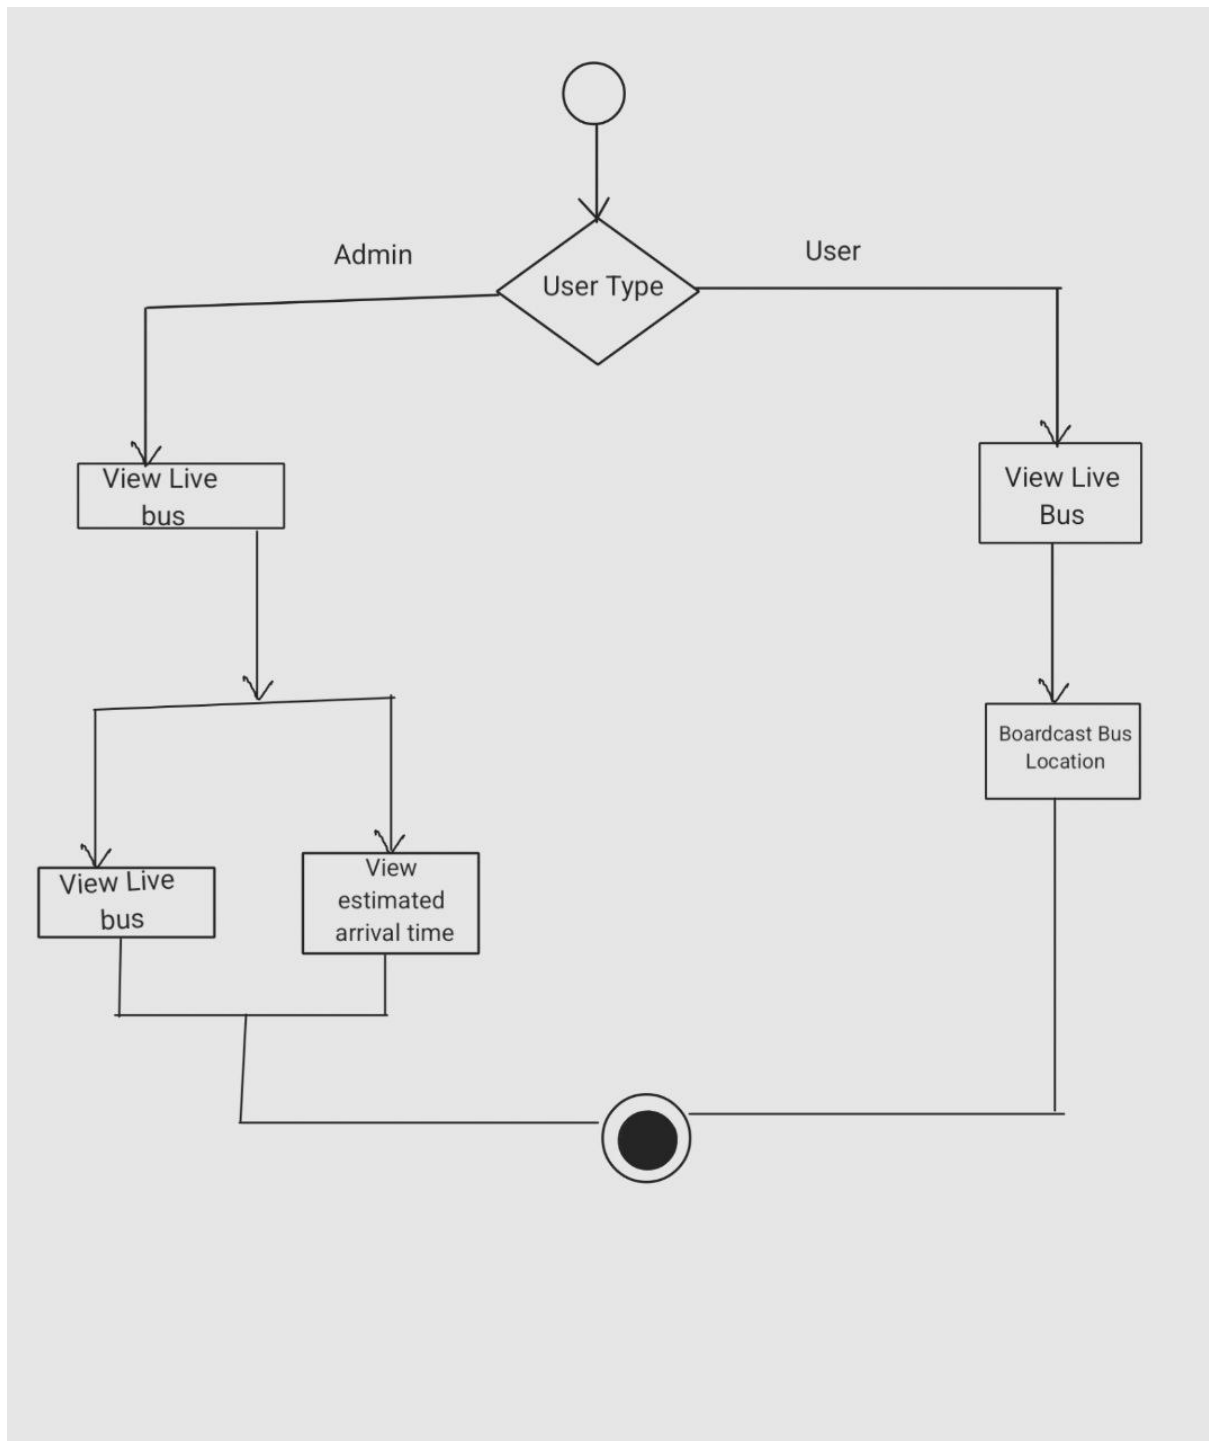 Admin
User
User Type
View Live
bus
View Live
Bus
Boardcast Bus
Location
View Live
bus
View
estimated
arrival time